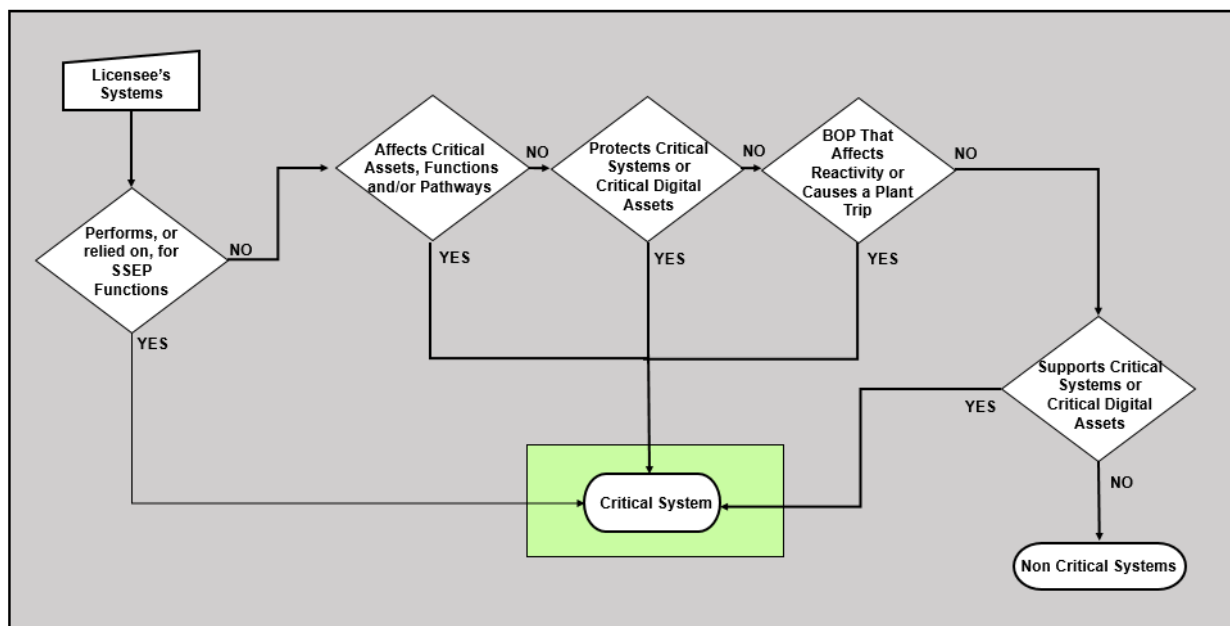 Licensee's
Systems
Performs, or
relied on, for
SSEP
Functions
NO
YES
Affects Critical
Assets, Functions
and/or Pathways
NO
YES
Protects Critical
Systems or
Critical Digital
Assets
NO
YES
BOP That
Affects
Reactivity or
Causes a Plant
Trip
NO
YES
Supports Critical
Systems or
Critical Digital
Assets
YES
NO
Critical System
Non Critical Systems